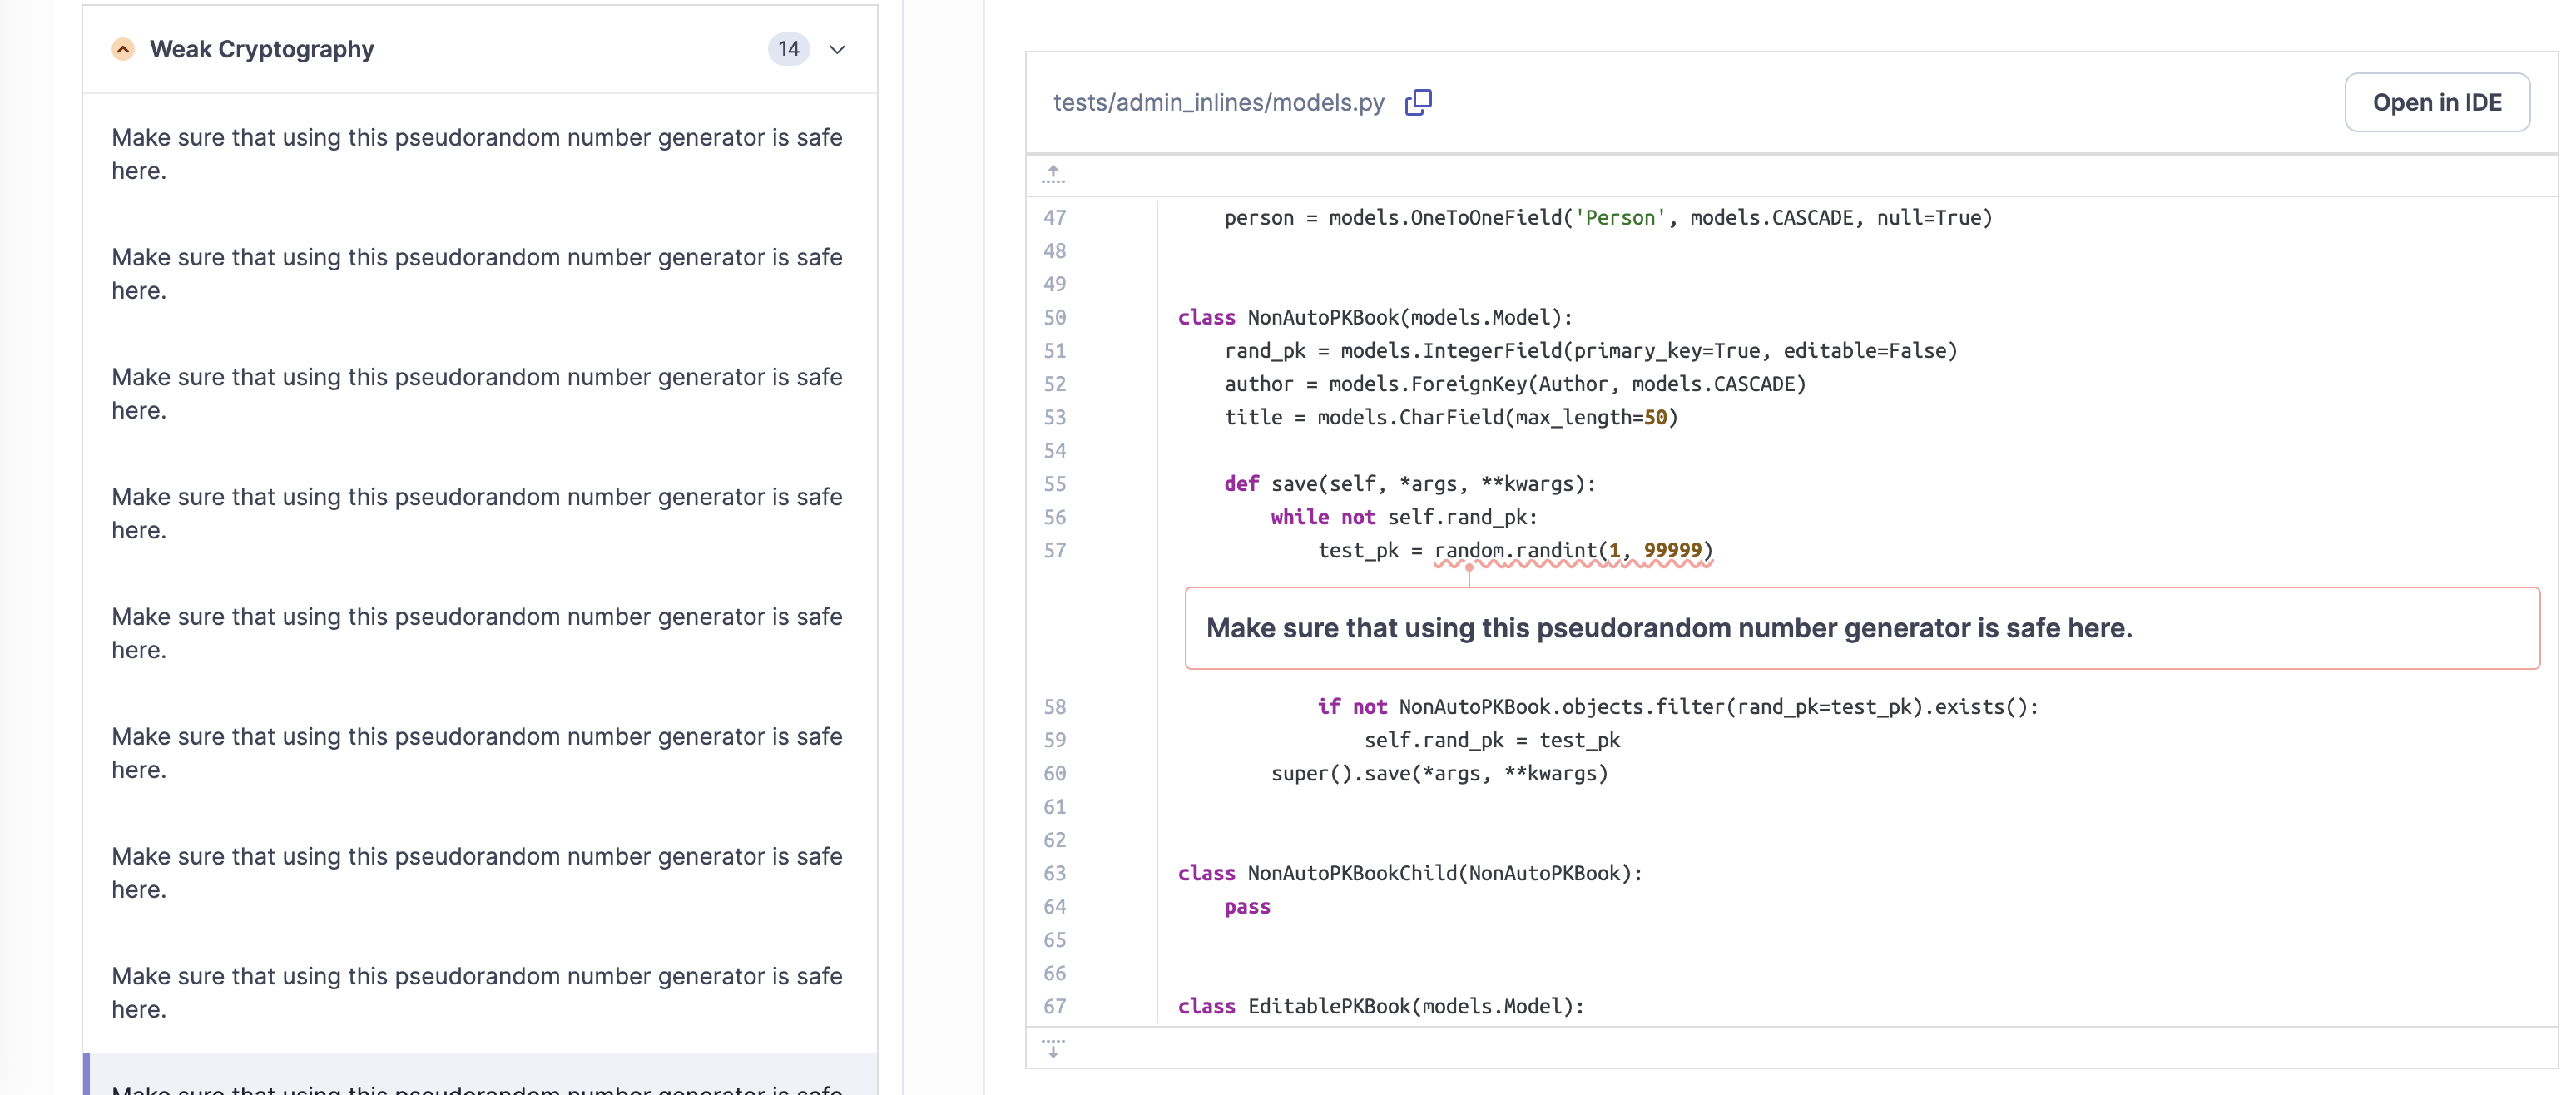 Weak Cryptography
14
Make sure that using this pseudorandom number generator is safe
here.
Make sure that using this pseudorandom number generator is safe
here.
Make sure that using this pseudorandom number generator is safe
here.
Make sure that using this pseudorandom number generator is safe
here.
Make sure that using this pseudorandom number generator is safe
here.
Make sure that using this pseudorandom number generator is safe
here.
Make sure that using this pseudorandom number generator is safe
here.
Make sure that using this pseudorandom number generator is safe
here.
Make sure that using this pseudorandom number generator is safe
tests/admin_inlines/models.py
Open in IDE
47 person = models.OneToOneField('Person', models.CASCADE, null=True)
48
49
50 class NonAutoPKBook(models.Model):
51 rand_pk = models.IntegerField(primary_key=True, editable=False)
52 author = models.ForeignKey(Author, models.CASCADE)
53 title = models.CharField(max_length=50)
54
55 def save(self, *args, **kwargs):
56 while not self.rand_pk:
57 test_pk = random.randint(1, 99999)
Make sure that using this pseudorandom number generator is safe here.
58 if not NonAutoPKBook.objects.filter(rand_pk=test_pk).exists():
59 self.rand_pk = test_pk
60 super().save(*args, **kwargs)
61
62
63 class NonAutoPKBookChild(NonAutoPKBook):
64 pass
65
66
67 class EditablePKBook(models.Model):